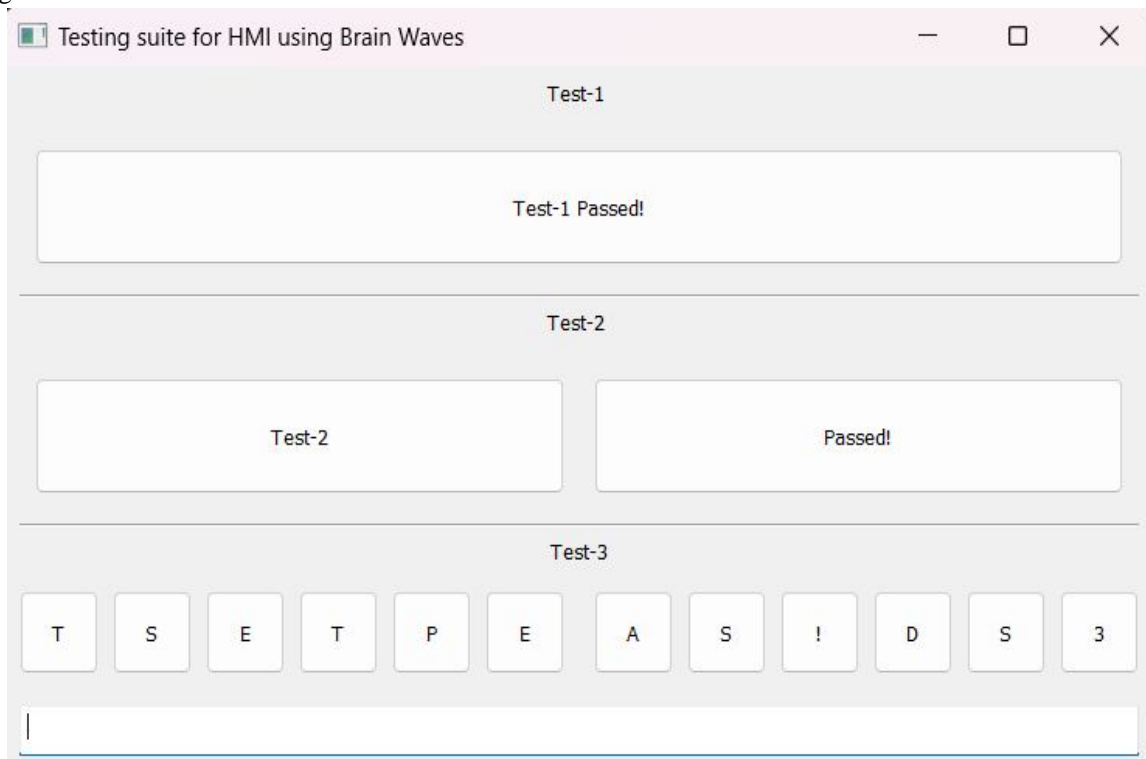 Testing suite for HMI using Brain Waves
Test-1
Test-1 Passed!
Test-2
Test-2 Passed!
Test-3
T S E T P E A S ! D S 3